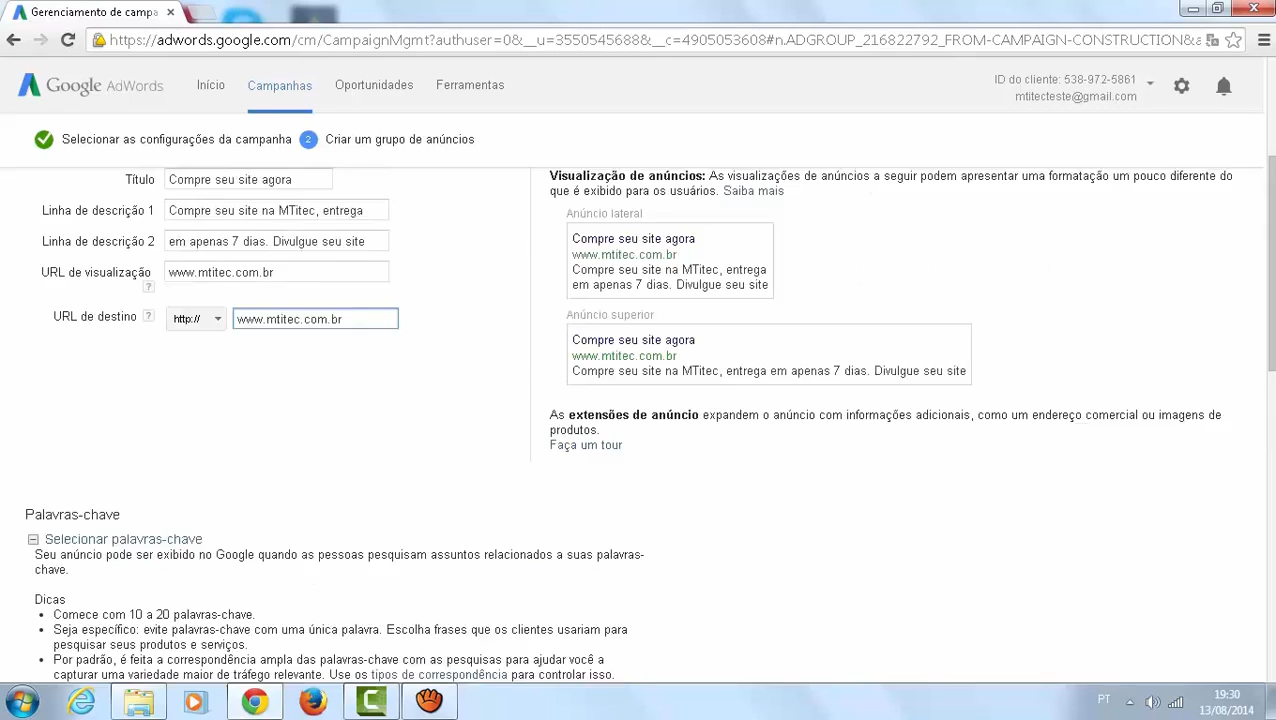 Gerenciamento de campa
https://adwords.google.com/cm/CampaignMgmt?authuser=0&__u=3550545688&__c=4905053608#n.ADGROUP_216822792_FROM-CAMPAIGN-CONSTRUCTION&a
Google AdWords
Início
Campanhas
Oportunidades
Ferramentas
ID do cliente: 538-972-5861
mtitecteste@gmail.com
Selecionar as configurações da campanha
2
Criar um grupo de anúncios
Título
Compre seu site agora
Linha de descrição 1
Compre seu site na MTitec, entrega
Linha de descrição 2
em apenas 7 dias. Divulgue seu site
URL de visualização
www.mtitec.com.br
?
URL de destino ?
http://
www.mtitec.com.br
Visualização de anúncios: As visualizações de anúncios a seguir podem apresentar uma formatação um pouco diferente do
que é exibido para os usuários. Saiba mais
Anúncio lateral
Compre seu site agora
www.mtitec.com.br
Compre seu site na MTitec, entrega
em apenas 7 dias. Divulgue seu site
Anúncio superior
Compre seu site agora
www.mtitec.com.br
Compre seu site na MTitec, entrega em apenas 7 dias. Divulgue seu site
As extensões de anúncio expandem o anúncio com informações adicionais, como um endereço comercial ou imagens de
produtos.
Faça um tour
Palavras-chave
Selecionar palavras-chave
Seu anúncio pode ser exibido no Google quando as pessoas pesquisam assuntos relacionados a suas palavras-
chave.
Dicas
• Comece com 10 a 20 palavras-chave.
• Seja específico: evite palavras-chave com uma única palavra. Escolha frases que os clientes usariam para
pesquisar seus produtos e serviços.
• Por padrão, é feita a correspondência ampla das palavras-chave com as pesquisas para ajudar você a
capturar uma variedade maior de tráfego relevante. Use os tipos de correspondência para controlar isso.
PT
19:30
13/08/2014